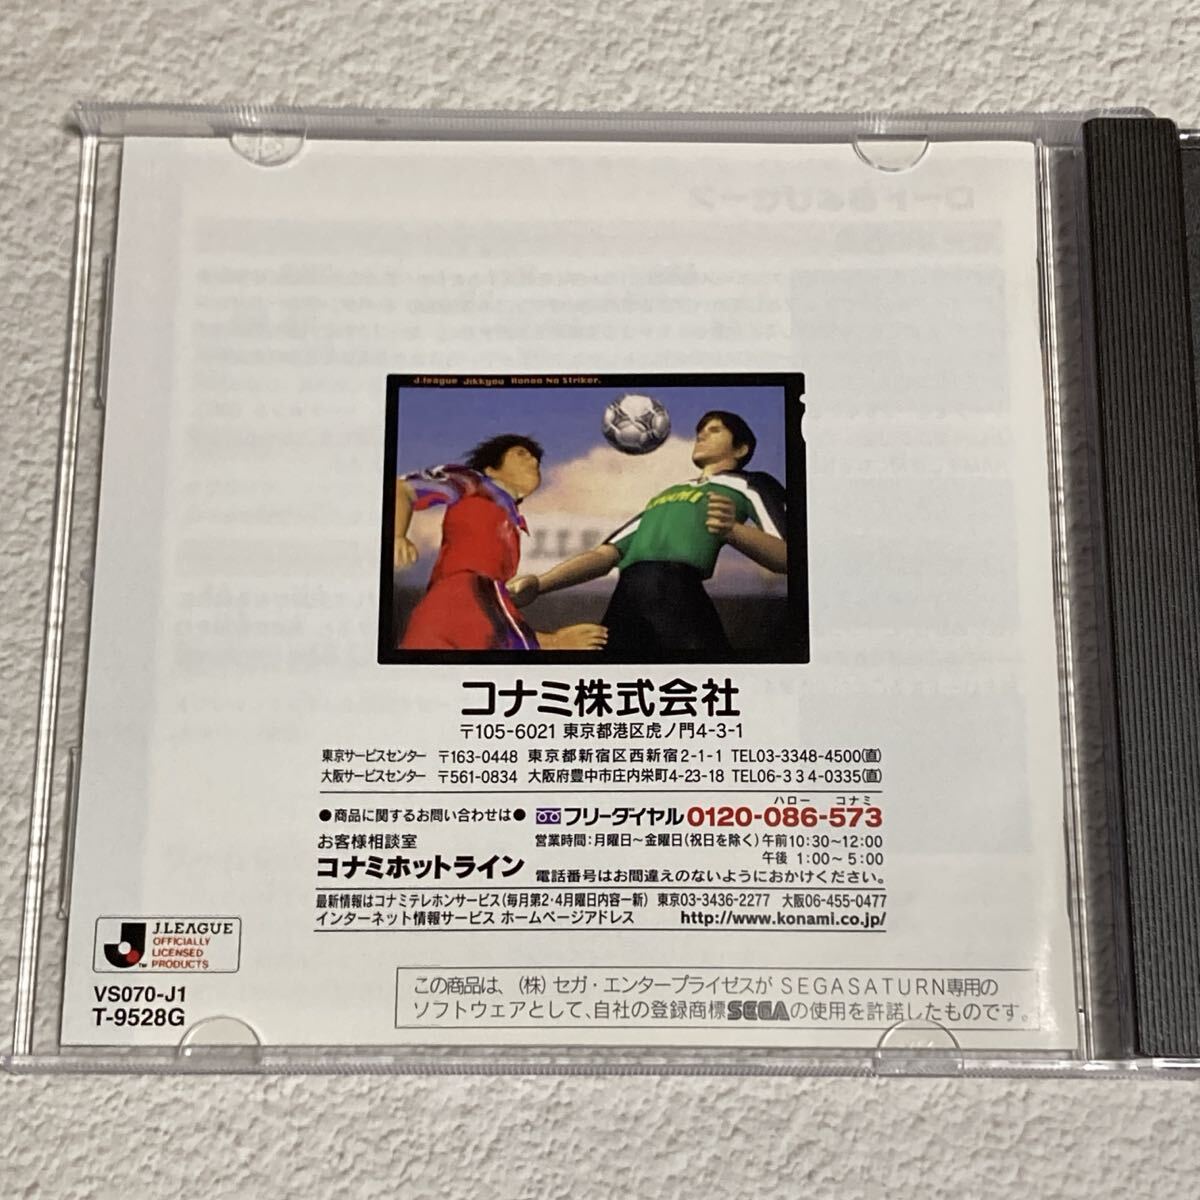 J.League Jikkyou Honoo No Striker.
コナミ株式会社
〒105-6021 東京都港区虎ノ門4-3-1
東京サービスセンター 〒163-0448 東京都新宿区西新宿2-1-1 TEL03-3348-4500(直)
大阪サービスセンター 〒561-0834 大阪府豊中市庄内栄町4-23-18 TEL06-334-0335(直)
ハロー コナミ
●商品に関するお問い合わせは● フリーダイヤル0120-086-573
お客様相談室 営業時間:月曜日～金曜日(祝日を除く)午前10:30～12:00
午後 1:00～5:00
コナミホットライン 電話番号はお間違えのないようにおかけください。
最新情報はコナミテレホンサービス(毎月第2・4月曜日内容一新) 東京03-3436-2277 大阪06-455-0477
インターネット情報サービス ホームページアドレス http://www.konami.co.jp/
J.LEAGUE
OFFICIALLY
LICENSED
PRODUCTS
TM
VS070-J1
T-9528G
この商品は、(株)セガ・エンタープライゼスがSEGASATURN専用の
ソフトウェアとして、自社の登録商標SEGAの使用を許諾したものです。